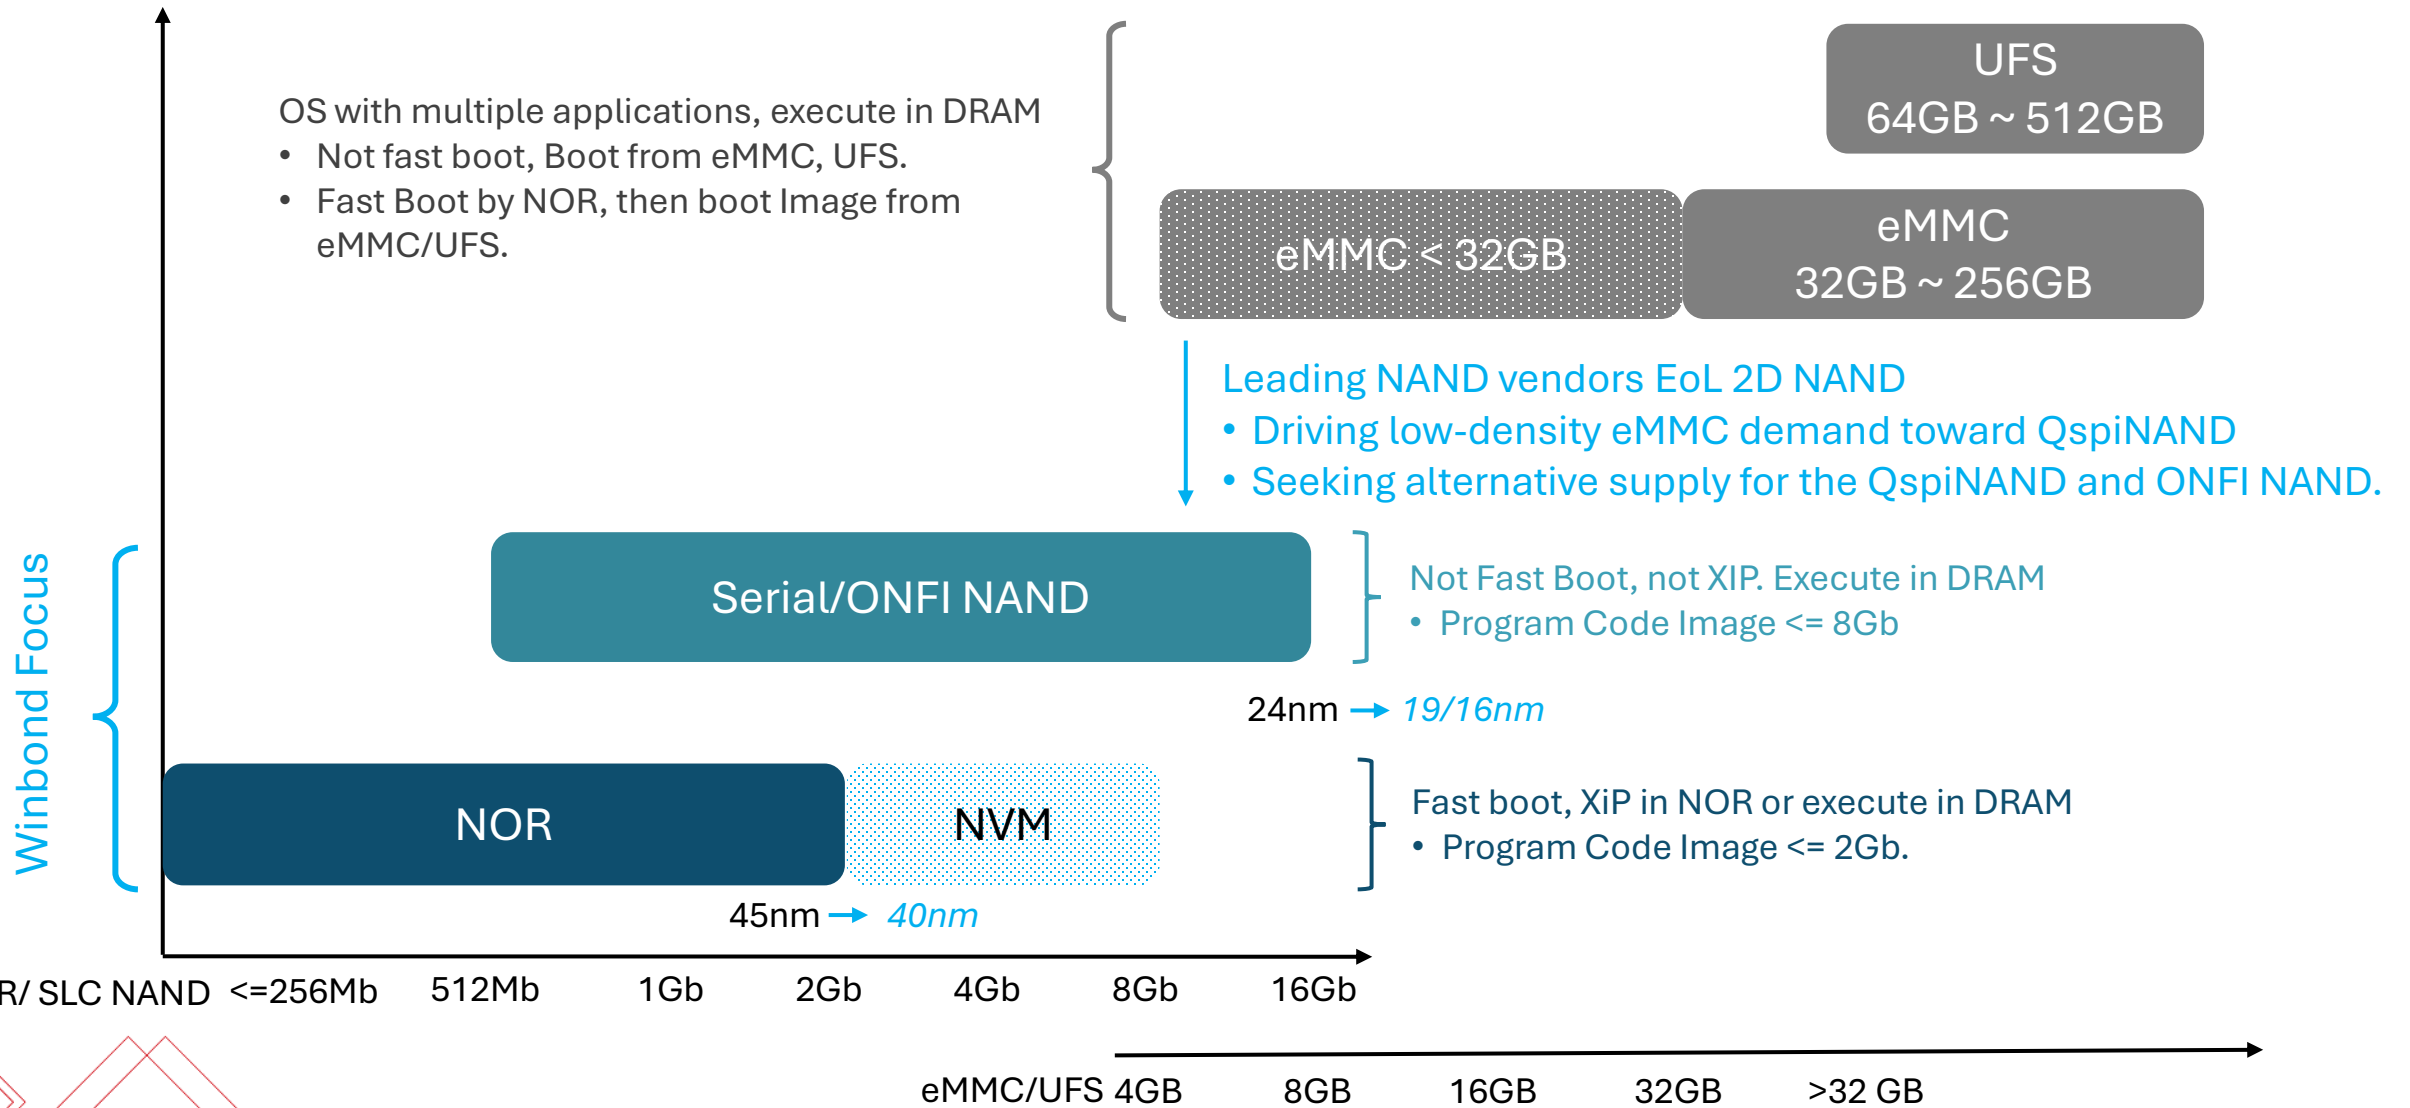 UFS
64GB ~ 512GB
OS with multiple applications, execute in DRAM
• Not fast boot, Boot from eMMC, UFS.
• Fast Boot by NOR, then boot Image from
eMMC/UFS.
eMMC < 32GB
eMMC
32GB ~ 256GB
Leading NAND vendors EoL 2D NAND
• Driving low-density eMMC demand toward QspiNAND
• Seeking alternative supply for the QspiNAND and ONFI NAND.
Winbond Focus
Serial/ONFI NAND
Not Fast Boot, not XIP. Execute in DRAM
• Program Code Image <= 8Gb
24nm 19/16nm
NOR
NVM
Fast boot, XiP in NOR or execute in DRAM
• Program Code Image <= 2Gb.
45nm 40nm
R/ SLC NAND <=256Mb 512Mb 1Gb 2Gb 4Gb 8Gb 16Gb
eMMC/UFS 4GB 8GB 16GB 32GB >32 GB